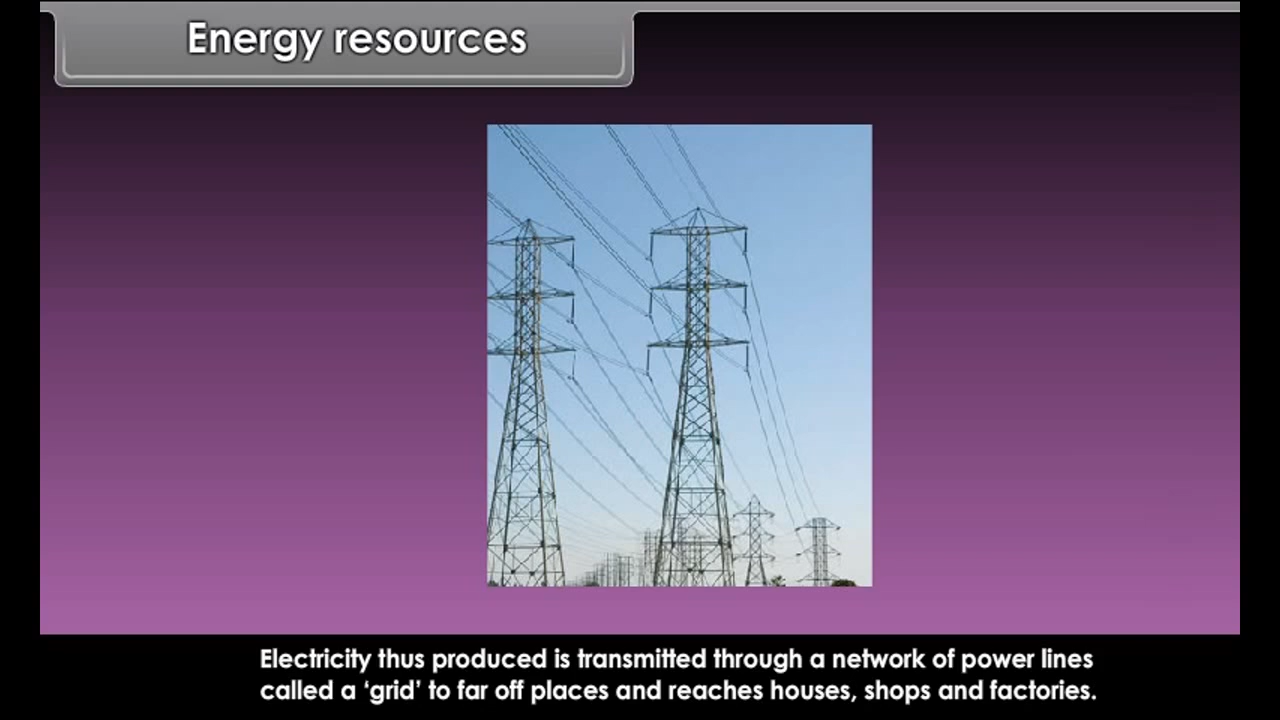 Energy resources
Electricity thus produced is transmitted through a network of power lines
called a ‘grid’ to far off places and reaches houses, shops and factories.